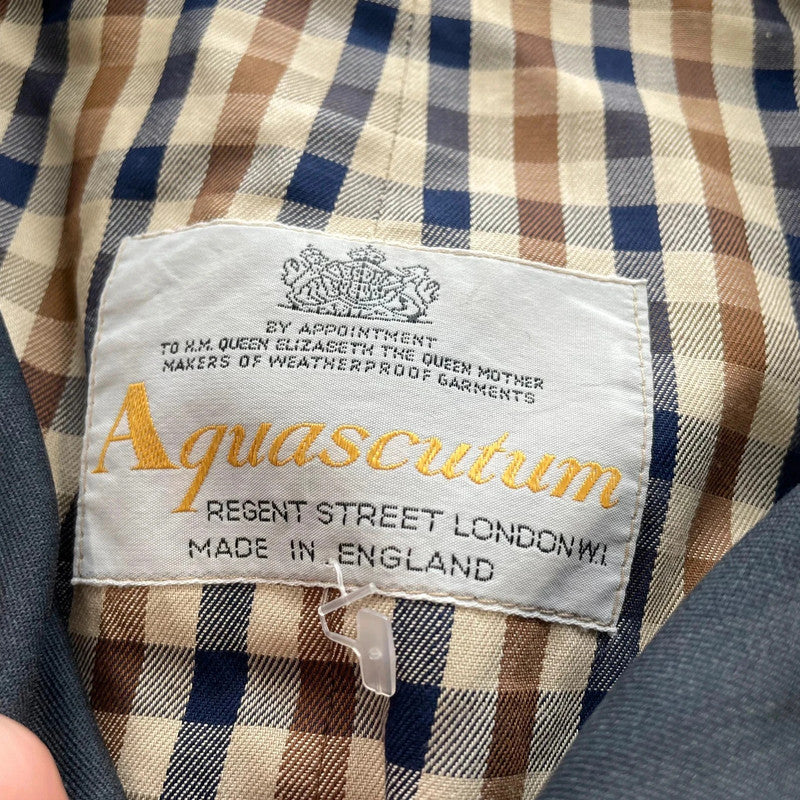 BY APPOINTMENT
TO H.M. QUEEN ELIZABETH THE QUEEN MOTHER
MAKERS OF WEATHERPROOF GARMENTS
Aquascutum
REGENT STREET LONDON W.1.
MADE IN ENGLAND